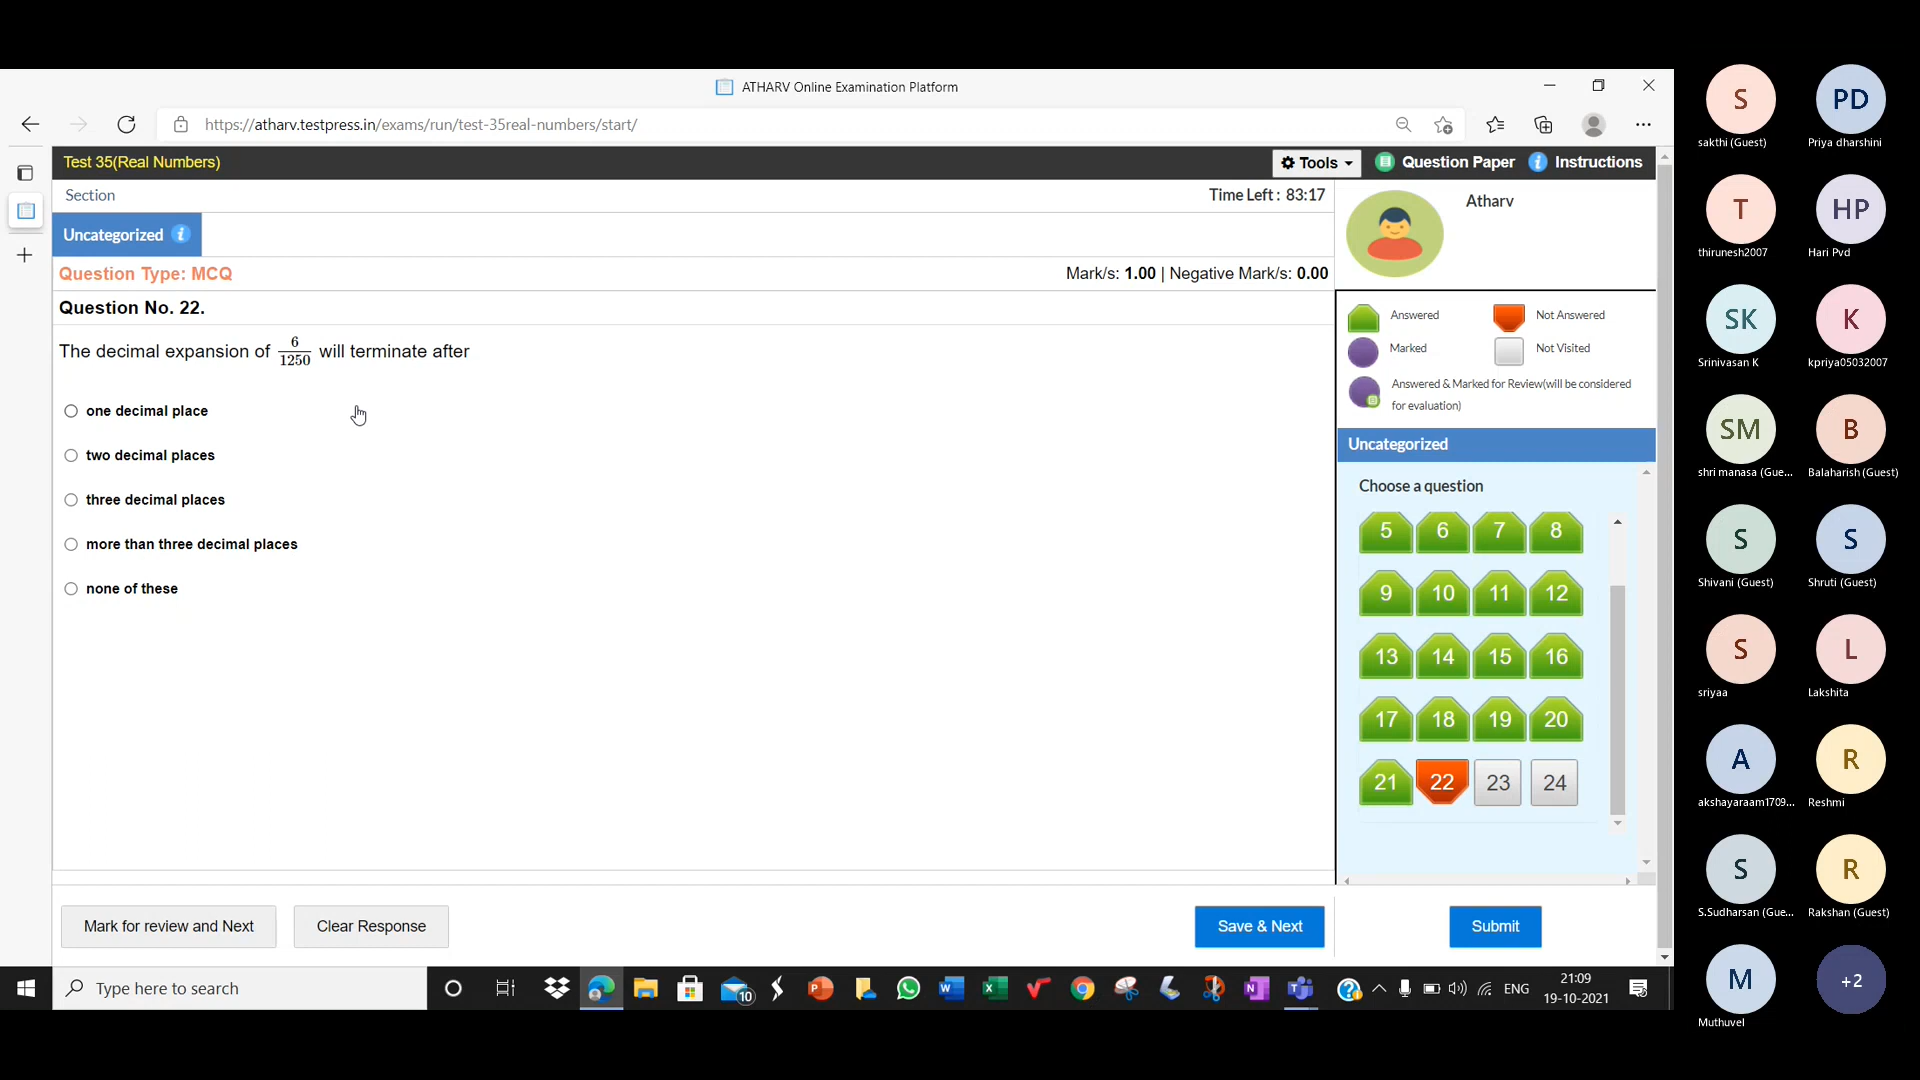 ATHARV Online Examination Platform
https://atharv.testpress.in/exams/run/test-35real-numbers/start/
Test 35(Real Numbers)
Tools
Question Paper
Instructions
Section
Time Left : 83:17
Atharv
Uncategorized
Question Type: MCQ
Mark/s: 1.00 | Negative Mark/s: 0.00
Question No. 22.
The decimal expansion of 6/1250 will terminate after
one decimal place
two decimal places
three decimal places
more than three decimal places
none of these
Answered
Not Answered
Marked
Not Visited
Answered & Marked for Review(will be considered
for evaluation)
Uncategorized
Choose a question
5 6 7 8
9 10 11 12
13 14 15 16
17 18 19 20
21 22 23 24
Mark for review and Next
Clear Response
Save & Next
Submit
Type here to search
10
ENG
21:09
19-10-2021
S
sakthi (Guest)
PD
Priya dharshini
T
thirunesh2007
HP
Hari Pvd
SK
Srinivasan K
K
kpriya05032007
SM
shri manasa (Gue...
B
Balaharish (Guest)
S
Shivani (Guest)
S
Shruti (Guest)
S
sriyaa
L
Lakshita
A
akshayaraam1709...
R
Reshmi
S
S.Sudharsan (Gue...
R
Rakshan (Guest)
M
Muthuvel
+2